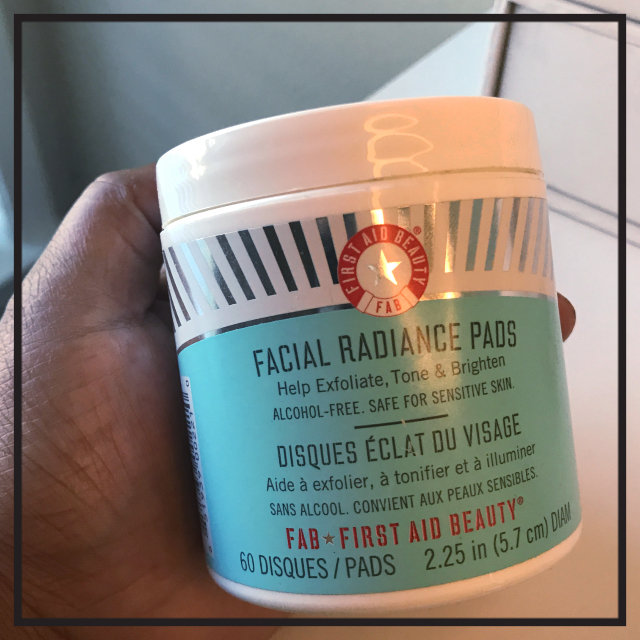 FIRST AID BEAUTY®
FAB
FACIAL RADIANCE PADS
Help Exfoliate, Tone & Brighten
ALCOHOL-FREE. SAFE FOR SENSITIVE SKIN.
DISQUES ÉCLAT DU VISAGE
Aide à exfolier, à tonifier et à illuminer
SANS ALCOOL. CONVIENT AUX PEAUX SENSIBLES.
FAB★FIRST AID BEAUTY®
60 DISQUES / PADS 2.25 in (5.7 cm) DIAM